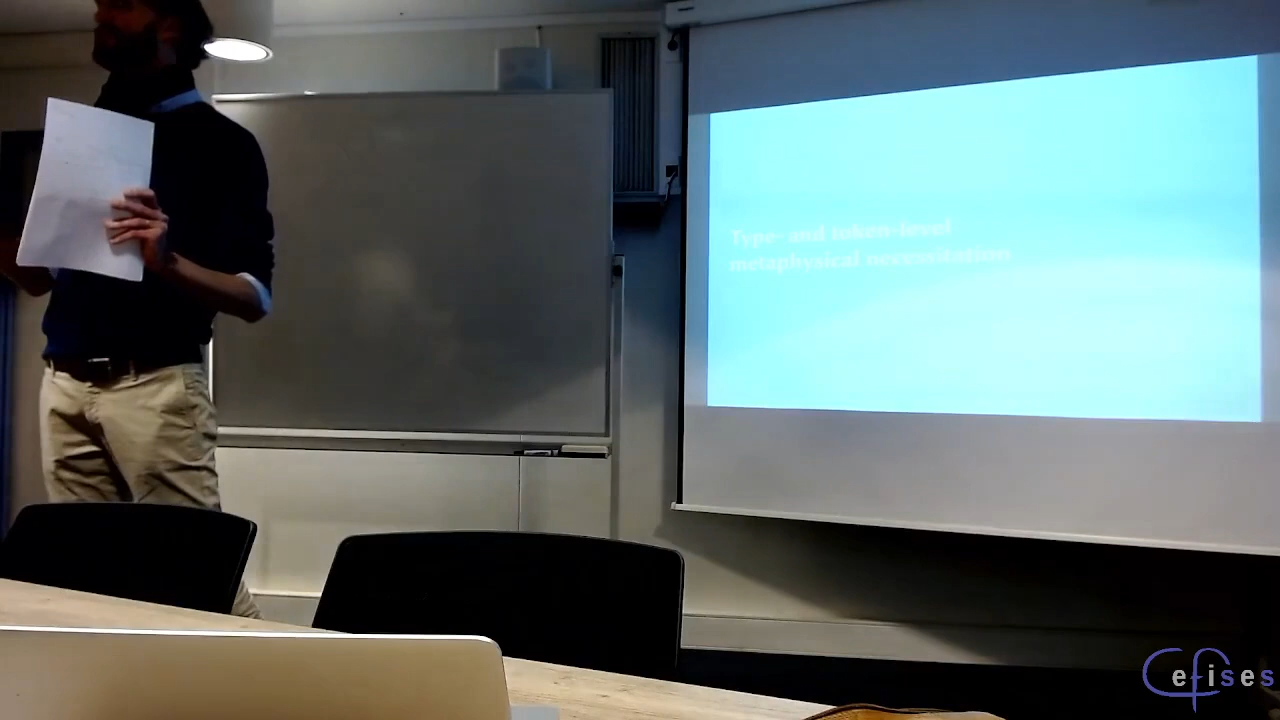 Type- and token-level
metaphysical necessitation
Cefises